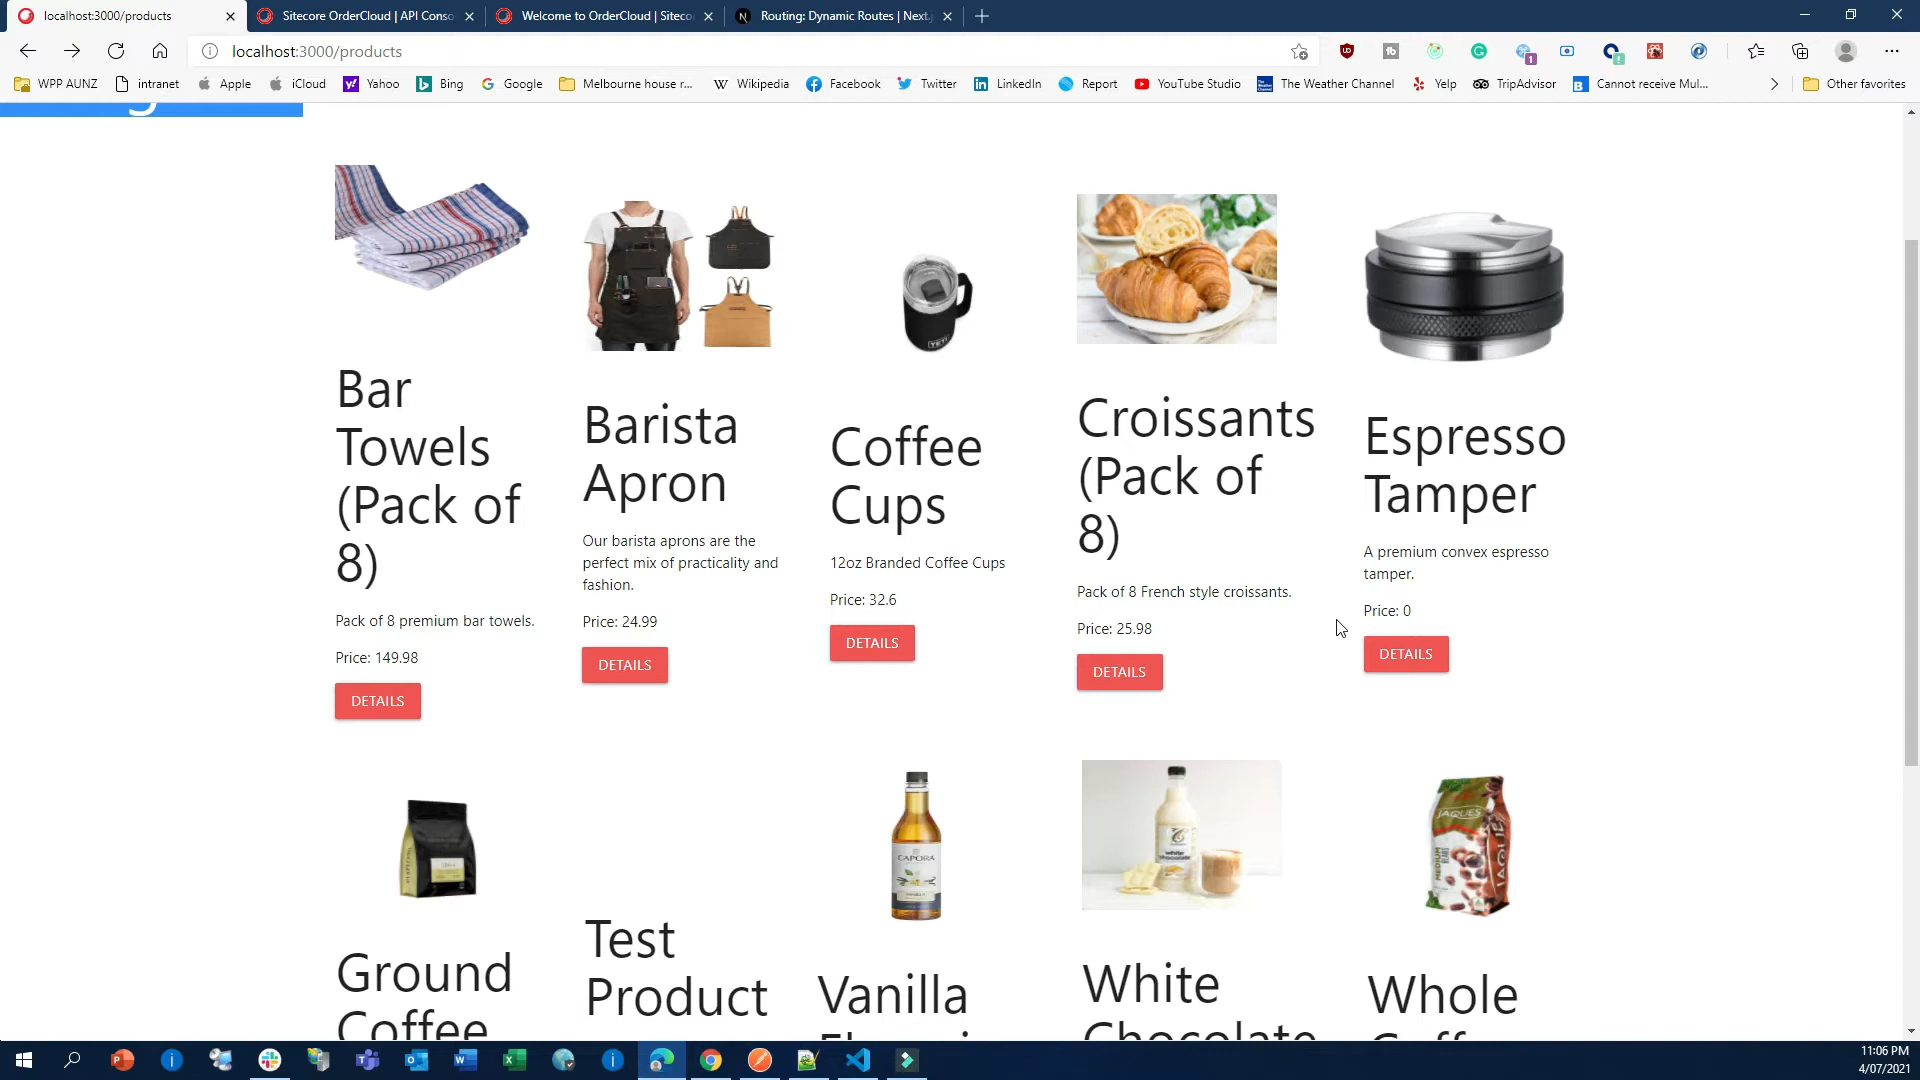 localhost:3000/products
Sitecore OrderCloud | API Conso
Welcome to OrderCloud | Siteco
Routing: Dynamic Routes | Next.
localhost:3000/products
WPP AUNZ
intranet
Apple
iCloud
Yahoo
Bing
Google
Melbourne house r...
Wikipedia
Facebook
Twitter
LinkedIn
Report
YouTube Studio
The Weather Channel
Yelp
TripAdvisor
Cannot receive Mul...
Other favorites
Bar
Towels
(Pack of
8)
Pack of 8 premium bar towels.
Price: 149.98
DETAILS
Barista
Apron
Our barista aprons are the
perfect mix of practicality and
fashion.
Price: 24.99
DETAILS
YETI
Coffee
Cups
12oz Branded Coffee Cups
Price: 32.6
DETAILS
Croissants
(Pack of
8)
Pack of 8 French style croissants.
Price: 25.98
DETAILS
Espresso
Tamper
A premium convex espresso
tamper.
Price: 0
DETAILS
Ground
Coffee
Test
Product
CAPORA
Vanilla
white
chocolate
White
Chocolate
JAQUES
MEDIUM
Whole
11:06 PM
4/07/2021